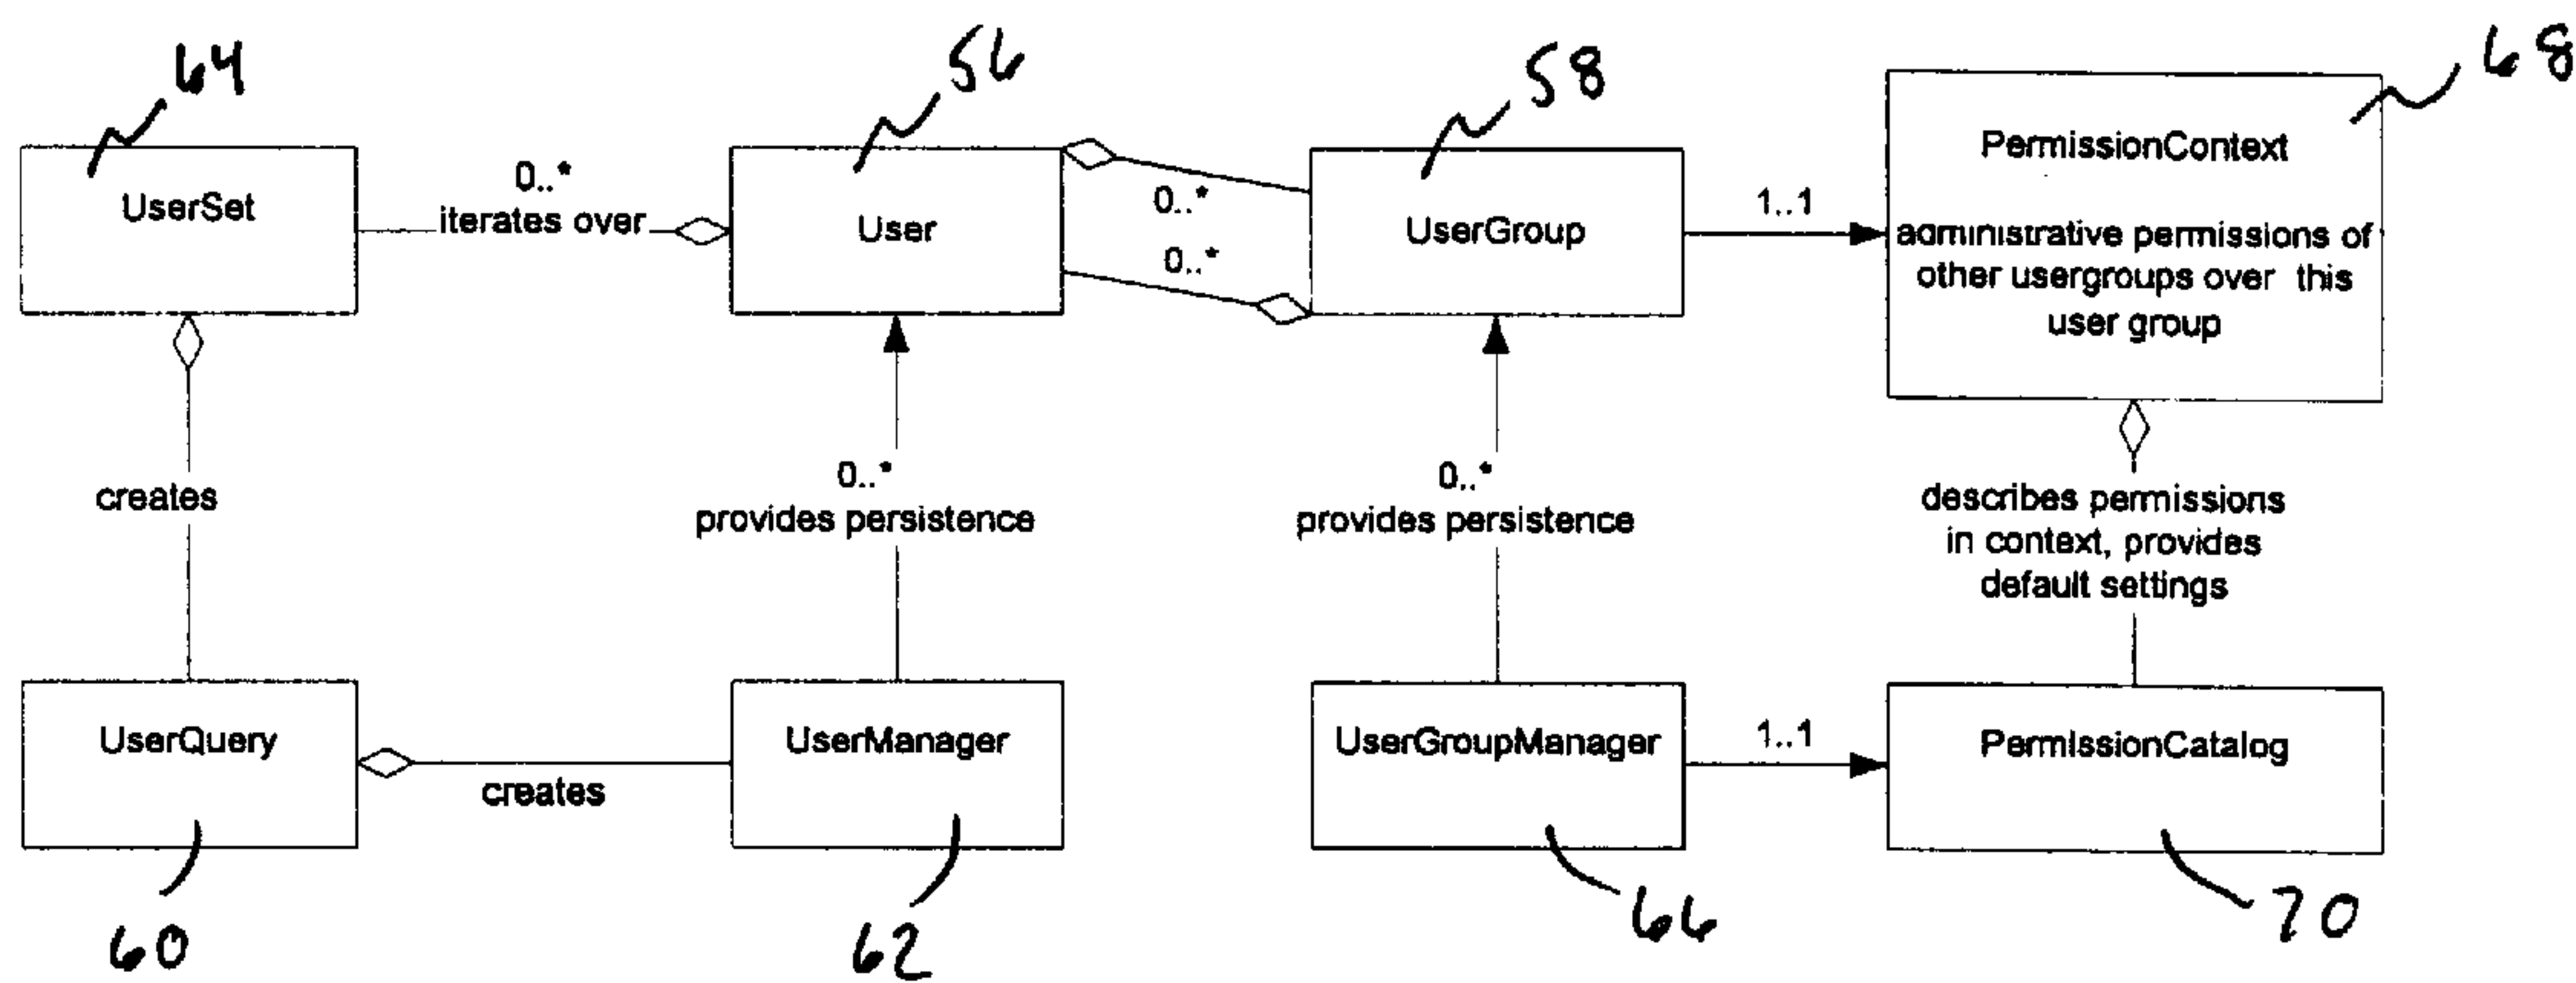 64
56
58
68
UserSet
0..*
iterates over
User
0..*
0..*
UserGroup
1..1
PermissionContext
administrative permissions of
other usergroups over this
user group
creates
0..*
provides persistence
0..*
provides persistence
describes permissions
in context, provides
default settings
UserQuery
creates
UserManager
UserGroupManager
1..1
PermissionCatalog
60
62
66
70